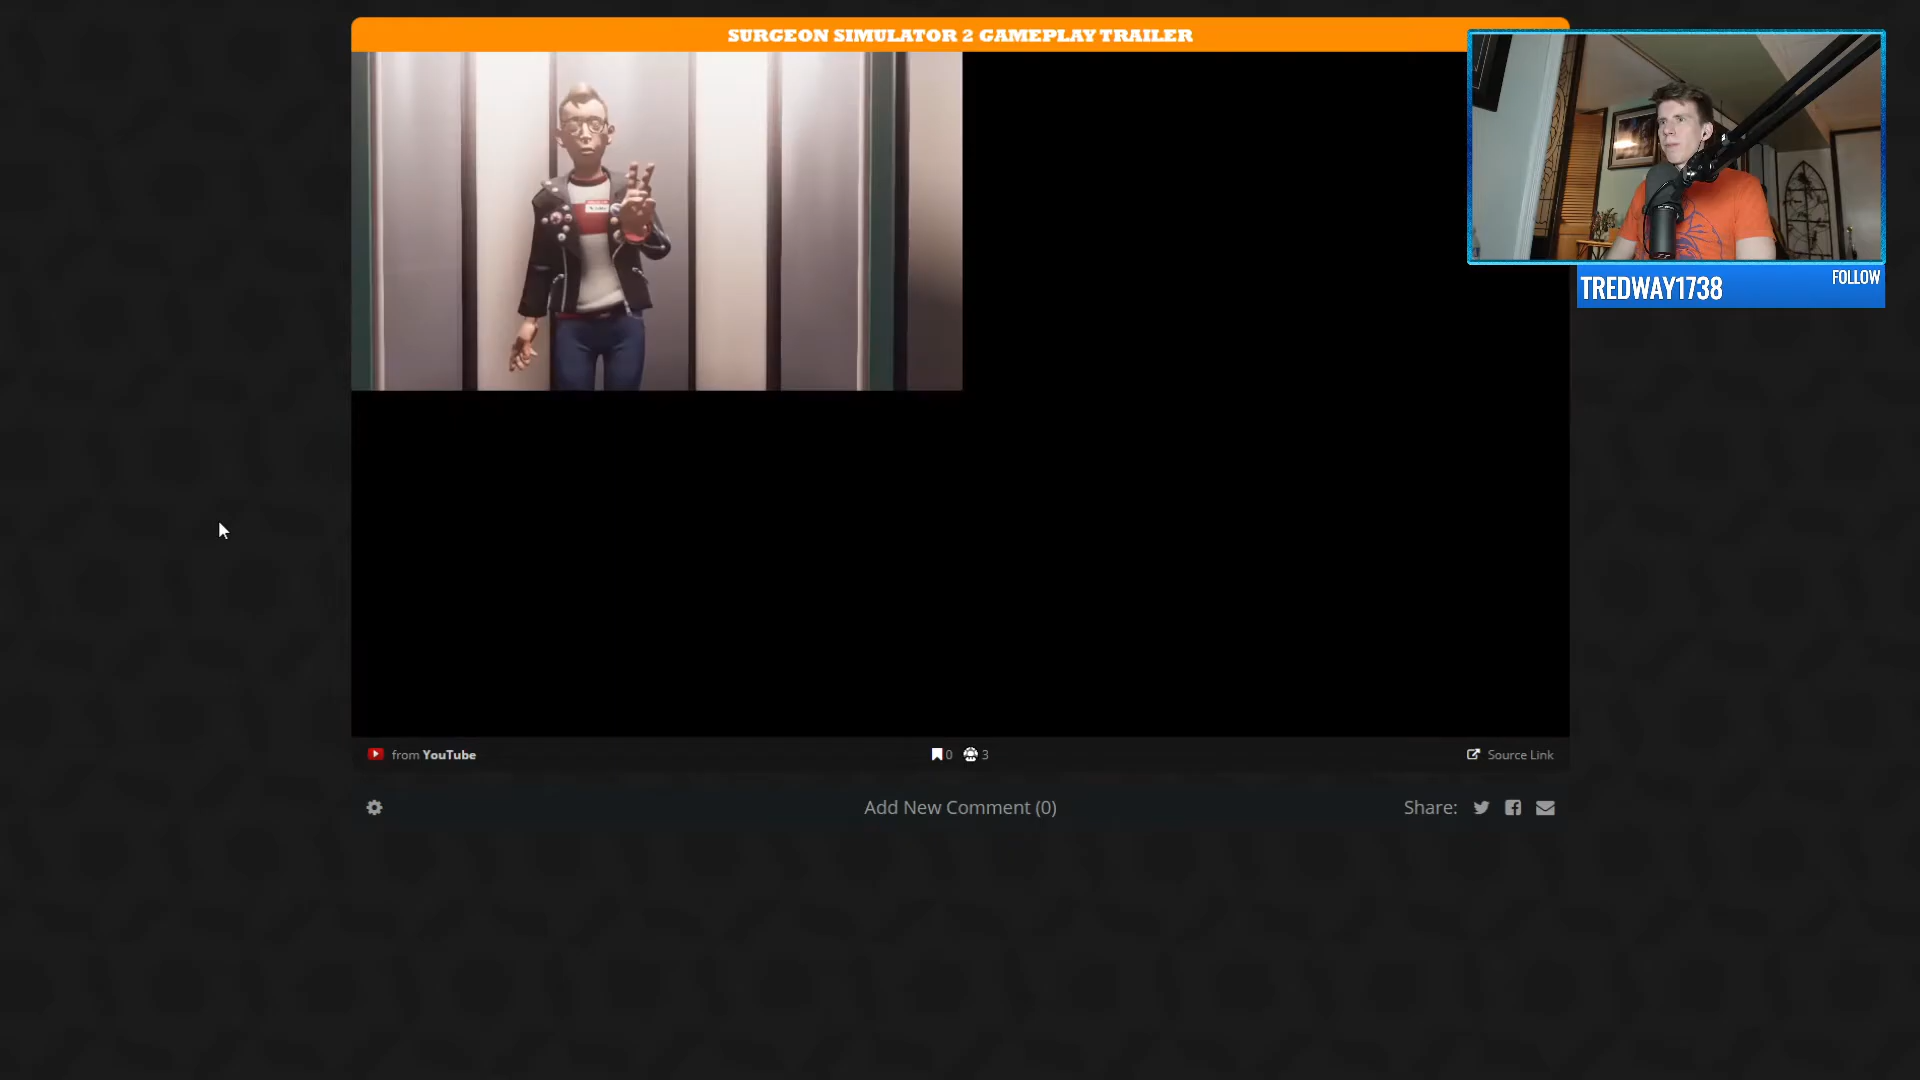 SURGEON SIMULATOR 2 GAMEPLAY TRAILER
TREDWAY1738
FOLLOW
from YouTube
0
3
Source Link
Add New Comment (0)
Share: